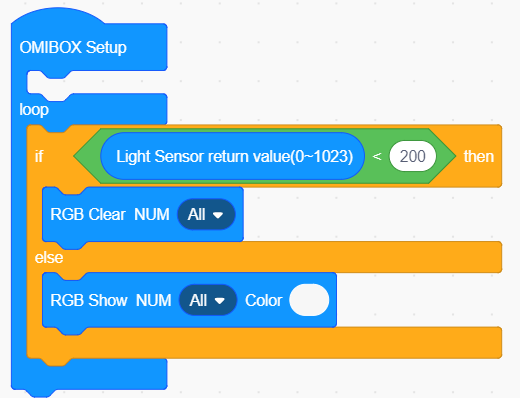 OMIBOX Setup
loop
if Light Sensor return value(0~1023) < 200 then
RGB Clear NUM All
else
RGB Show NUM All Color